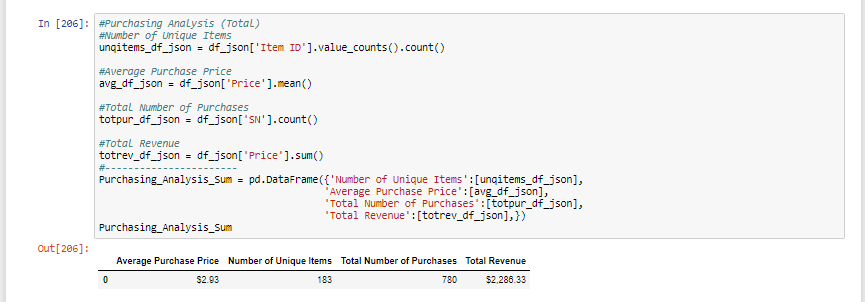 In [206]: #Purchasing Analysis (Total)
#Number of Unique Items
unqitems_df_json = df_json['Item ID'].value_counts().count()
#Average Purchase Price
avg_df_json = df_json['Price'].mean()
#Total Number of Purchases
totpur_df_json = df_json['SN'].count()
#Total Revenue
totrev_df_json = df_json['Price'].sum()
#-----------------------
Purchasing_Analysis_Sum = pd.DataFrame({'Number of Unique Items':[unqitems_df_json],
'Average Purchase Price':[avg_df_json],
'Total Number of Purchases':[totpur_df_json],
'Total Revenue':[totrev_df_json],})
Purchasing_Analysis_Sum
Out[206]:
Average Purchase Price Number of Unique Items Total Number of Purchases Total Revenue
0 $2.93 183 780 $2,286.33